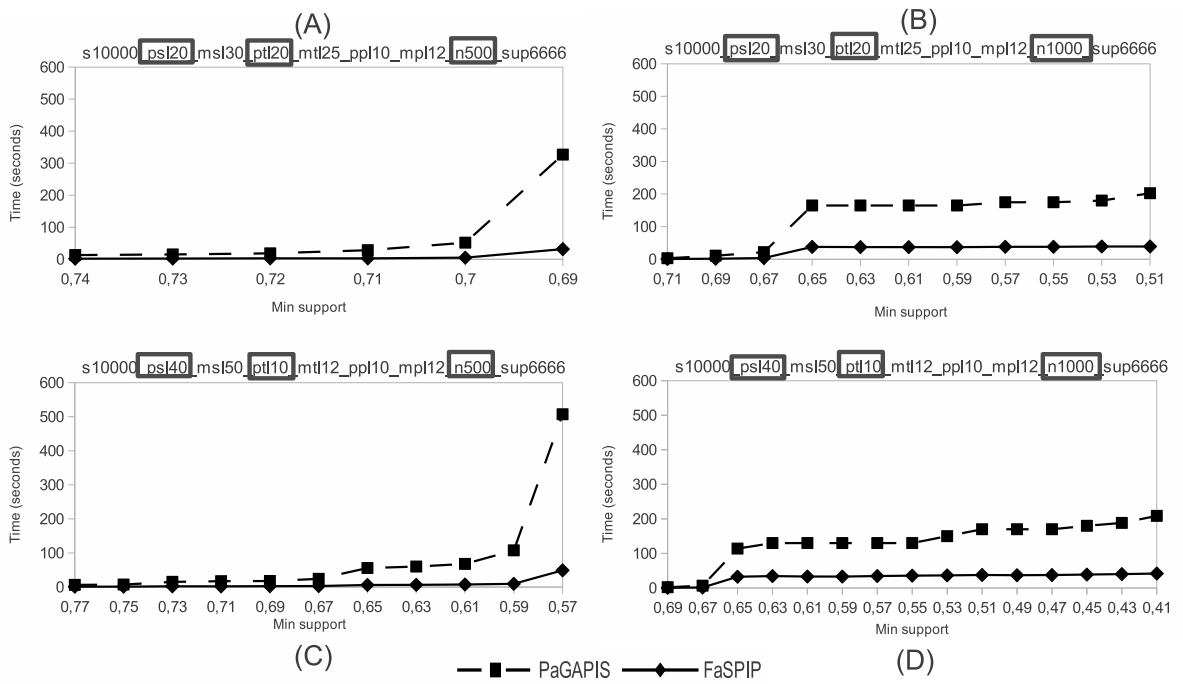 (A)
s10000_psl20_msl30_ptl20_mtl25_ppl10_mpl12_n500_sup6666
600
500
400
300
200
100
0
Time (seconds)
0,74 0,73 0,72 0,71 0,7 0,69
Min support
(B)
s10000_psl20_msl30_ptl20_mtl25_ppl10_mpl12_n1000_sup6666
600
500
400
300
200
100
0
Time (seconds)
0,71 0,69 0,67 0,65 0,63 0,61 0,59 0,57 0,55 0,53 0,51
Min support
s10000_psl40_msl50_ptl10_mtl12_ppl10_mpl12_n500_sup6666
600
500
400
300
200
100
0
Time (seconds)
0,77 0,75 0,73 0,71 0,69 0,67 0,65 0,63 0,61 0,59 0,57
Min support
(C)
s10000_psl40_msl50_ptl10_mtl12_ppl10_mpl12_n1000_sup6666
600
500
400
300
200
100
0
Time (seconds)
0,69 0,67 0,65 0,63 0,61 0,59 0,57 0,55 0,53 0,51 0,49 0,47 0,45 0,43 0,41
Min support
(D)
PaGAPIS FaSPIP